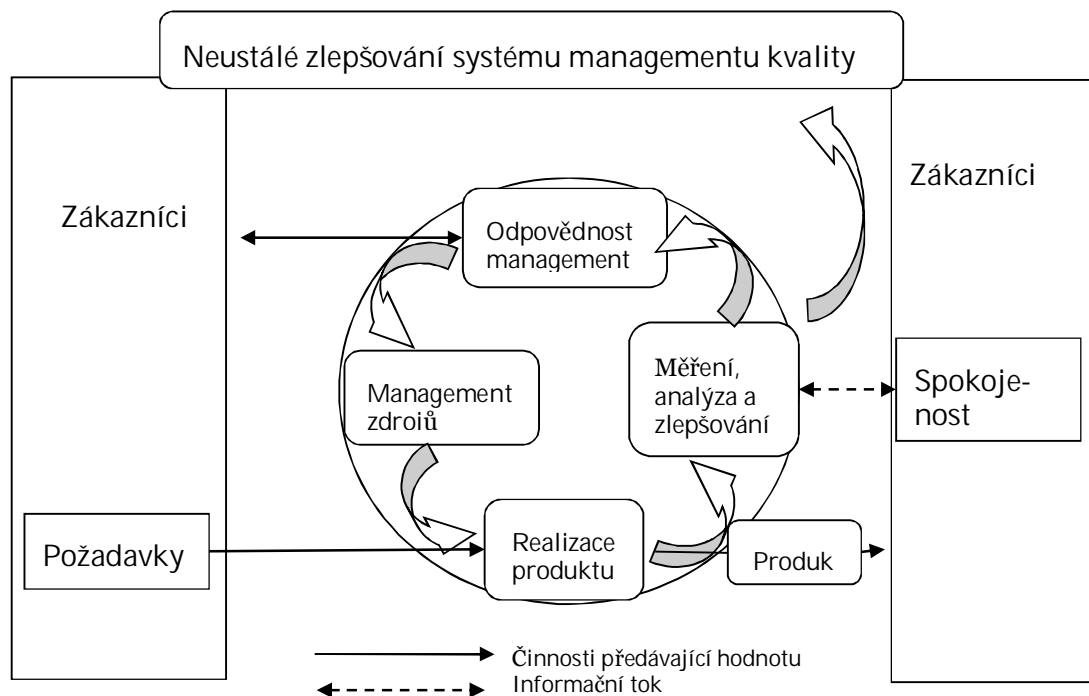 Neustálé zlepšování systému managementu kvality
Zákazníci
Zákazníci
Odpovědnost
management
Management
zdrojů
Měření,
analýza a
zlepšování
Spokoje-
nost
Požadavky
Realizace
produktu
Produk
Činnosti předávající hodnotu
Informační tok